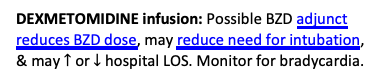 DEXMETOMIDINE infusion: Possible BZD adjunct
reduces BZD dose, may reduce need for intubation,
& may ↑ or ↓ hospital LOS. Monitor for bradycardia.